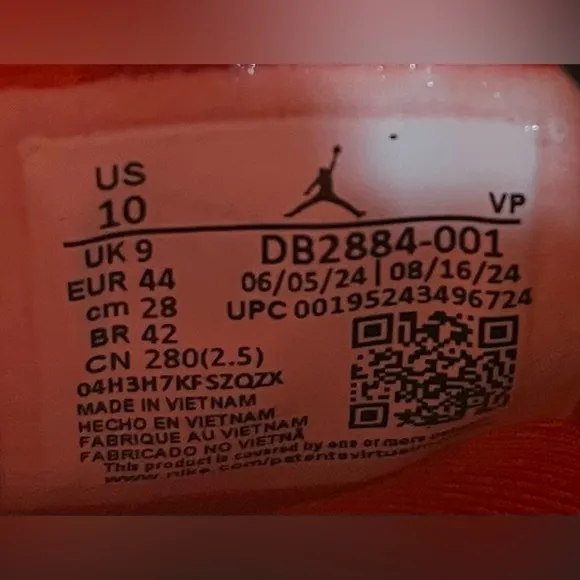 US
10
VP
UK 9
DB2884-001
EUR 44
06/05/24 | 08/16/24
cm 28
UPC 00195243496724
BR 42
CN 280(2.5)
04H3H7KFSZQZX
MADE IN VIETNAM
HECHO EN VIETNAM
FABRIQUE AU VIETNAM
FABRICADO NO VIETNÃ
This product is covered by one or more
www.nike.com/patents